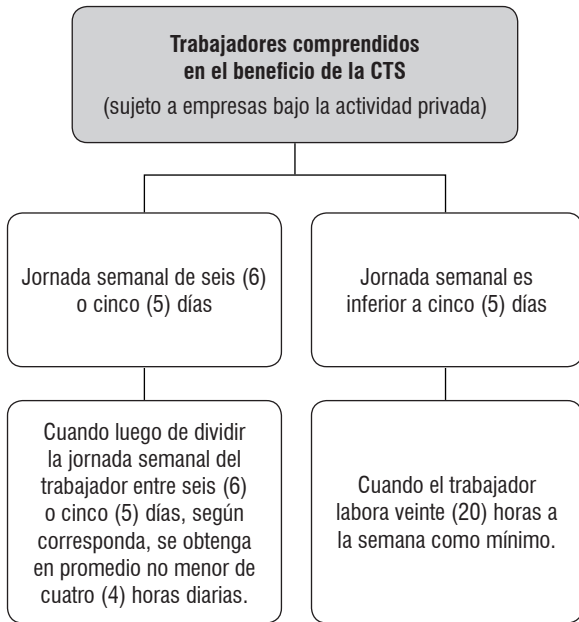 Trabajadores comprendidos
en el beneficio de la CTS
(sujeto a empresas bajo la actividad privada)
Jornada semanal de seis (6)
o cinco (5) días
Jornada semanal es
inferior a cinco (5) días
Cuando luego de dividir
la jornada semanal del
trabajador entre seis (6)
o cinco (5) días, según
corresponda, se obtenga
en promedio no menor de
cuatro (4) horas diarias.
Cuando el trabajador
labora veinte (20) horas a
la semana como mínimo.